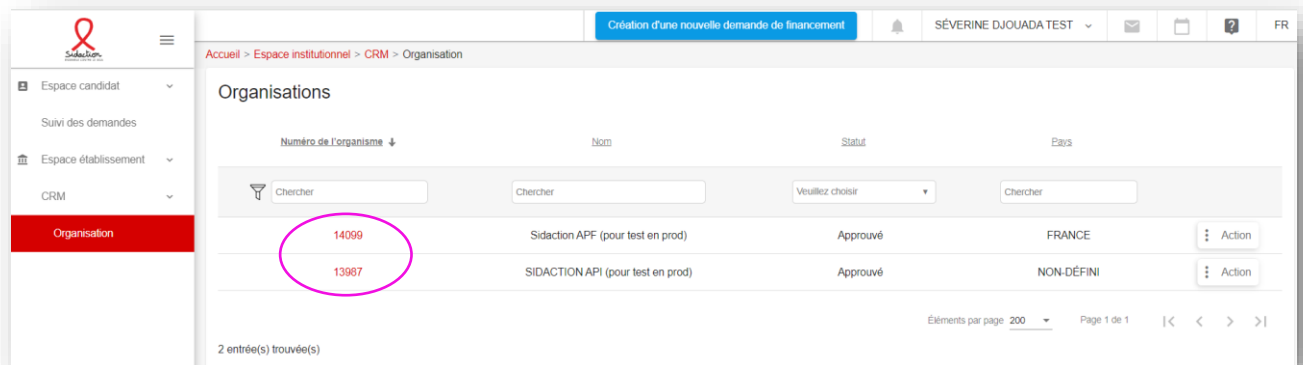 Création d'une nouvelle demande de financement
SÉVERINE DJOUADA TEST
FR
Sidaction
Accueil > Espace institutionnel > CRM > Organisation
Espace candidat
Suivi des demandes
Espace établissement
CRM
Organisation
Organisations
Numéro de l'organisme Nom Statut Pays
Chercher Chercher Veuillez choisir Chercher
14099 Sidaction APF (pour test en prod) Approuvé FRANCE Action
13987 SIDACTION API (pour test en prod) Approuvé NON-DÉFINI Action
Éléments par page 200 Page 1 de 1
2 entrée(s) trouvée(s)